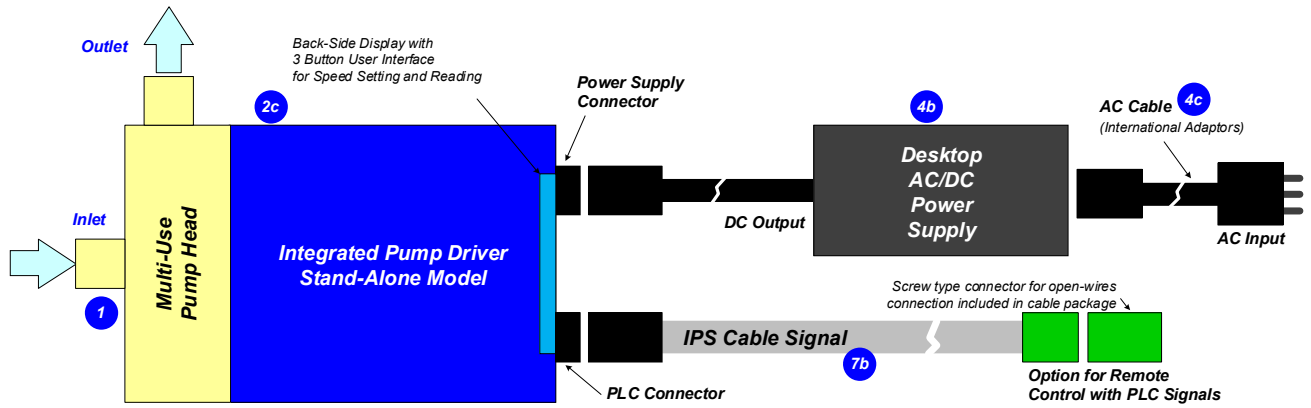 Outlet
Back-Side Display with
3 Button User Interface
for Speed Setting and Reading
2c
Power Supply
Connector
4b
AC Cable
4c
(International Adaptors)
Inlet
1
Multi-Use
Pump Head
Integrated Pump Driver
Stand-Alone Model
DC Output
Desktop
AC/DC
Power
Supply
AC Input
Screw type connector for open-wires
connection included in cable package
IPS Cable Signal
7b
PLC Connector
Option for Remote
Control with PLC Signals